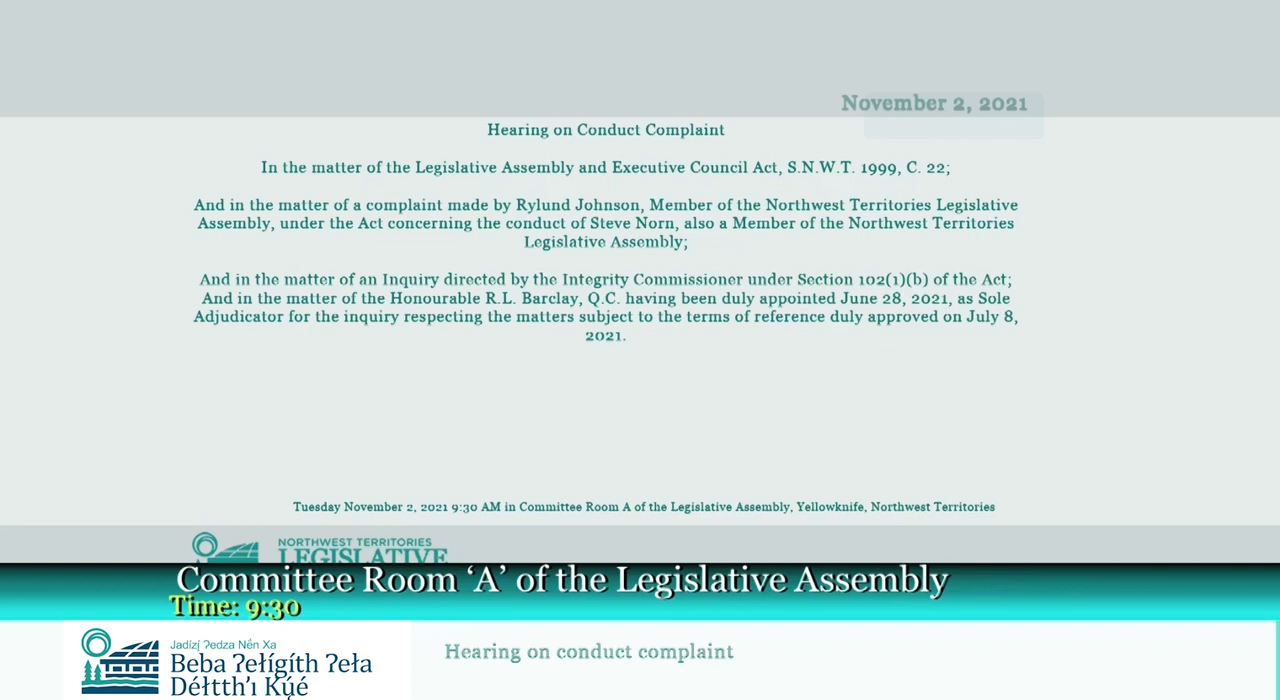 November 2, 2021
Hearing on Conduct Complaint
In the matter of the Legislative Assembly and Executive Council Act, S.N.W.T. 1999, C. 22;
And in the matter of a complaint made by Rylund Johnson, Member of the Northwest Territories Legislative
Assembly, under the Act concerning the conduct of Steve Norn, also a Member of the Northwest Territories
Legislative Assembly;
And in the matter of an Inquiry directed by the Integrity Commissioner under Section 102(1)(b) of the Act;
And in the matter of the Honourable R.L. Barclay, Q.C. having been duly appointed June 28, 2021, as Sole
Adjudicator for the inquiry respecting the matters subject to the terms of reference duly approved on July 8,
2021.
Tuesday November 2, 2021 9:30 AM in Committee Room A of the Legislative Assembly, Yellowknife, Northwest Territories
NORTHWEST TERRITORIES
LEGISLATIVE
Committee Room ‘A’ of the Legislative Assembly
Time: 9:30
Jadízį ʔedza Nę́n Xa
Beba ʔełígíth ʔeła
Déłtth’ı Kų́é
Hearing on conduct complaint